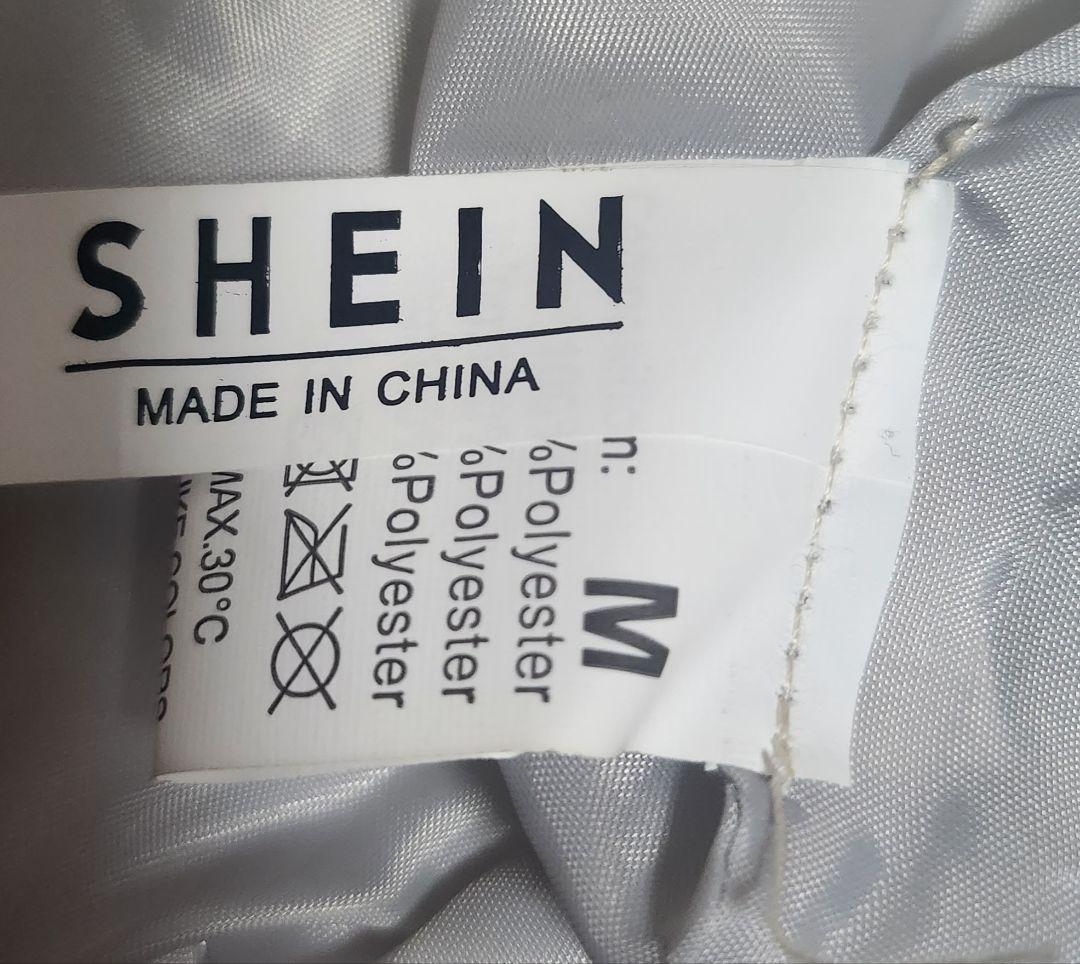 SHEIN
MADE IN CHINA
M
n:
%Polyester
%Polyester
%Polyester
MAX.30°C